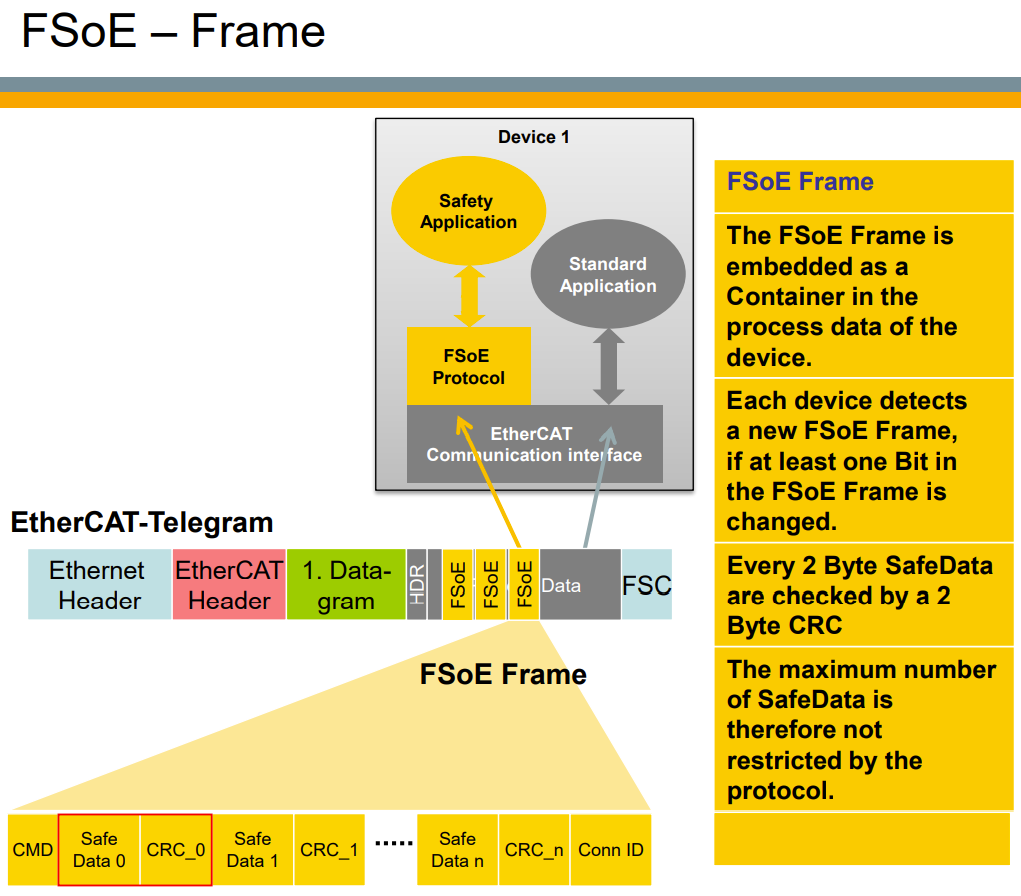 FSoE – Frame
Device 1
Safety
Application
Standard
Application
FSoE
Protocol
EtherCAT
Communication interface
FSoE Frame
The FSoE Frame is
embedded as a
Container in the
process data of the
device.
Each device detects
a new FSoE Frame,
if at least one Bit in
the FSoE Frame is
changed.
Every 2 Byte SafeData
are checked by a 2
Byte CRC
The maximum number
of SafeData is
therefore not
restricted by the
protocol.
EtherCAT-Telegram
Ethernet
Header
EtherCAT
Header
1. Data-
gram
HDR
FSoE
FSoE
FSoE
Data
FSC
FSoE Frame
CMD
Safe
Data 0
CRC_0
Safe
Data 1
CRC_1
......
Safe
Data n
CRC_n
Conn ID